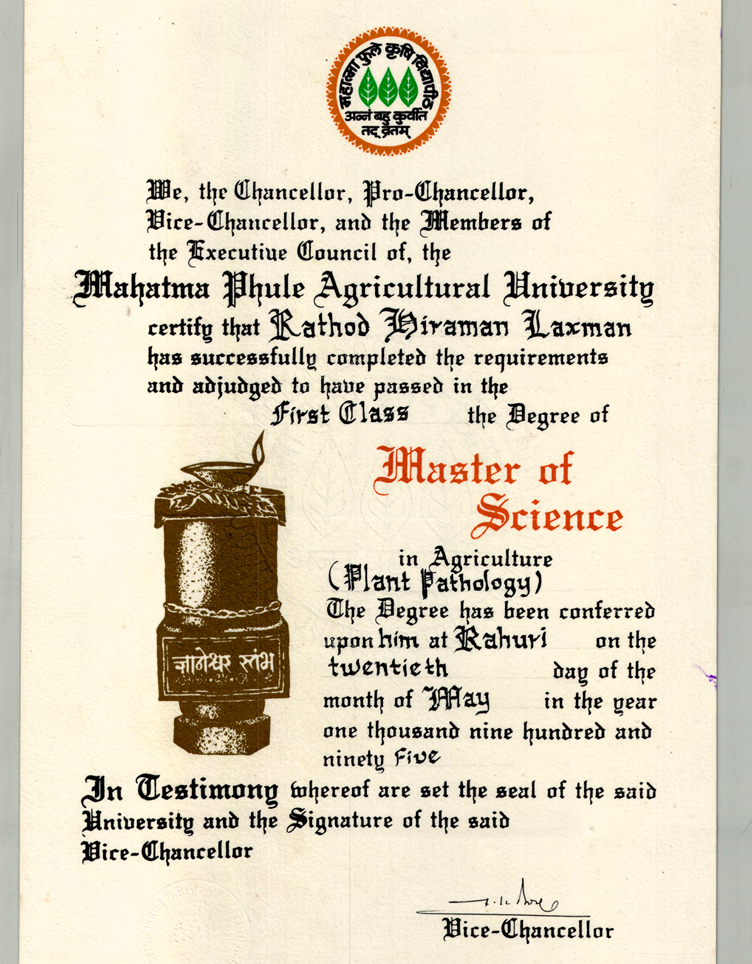 महात्मा फुले कृषि विद्यापीठ
अन्नं बहु कुर्वीत
तद् व्रतम्
We, the Chancellor, Pro-Chancellor,
Vice-Chancellor, and the Members of
the Executive Council of, the
Mahatma Phule Agricultural University
certify that Rathod Hiraman Laxman
has successfully completed the requirements
and adjudged to have passed in the
First Class the Degree of
Master of
Science
in Agriculture
(Plant Pathology)
The Degree has been conferred
upon him at Rahuri on the
twentieth day of the
month of May in the year
one thousand nine hundred and
ninety Five
ज्ञानेश्वर स्तंभ
In Testimony whereof are set the seal of the said
University and the Signature of the said
Vice-Chancellor
Vice-Chancellor